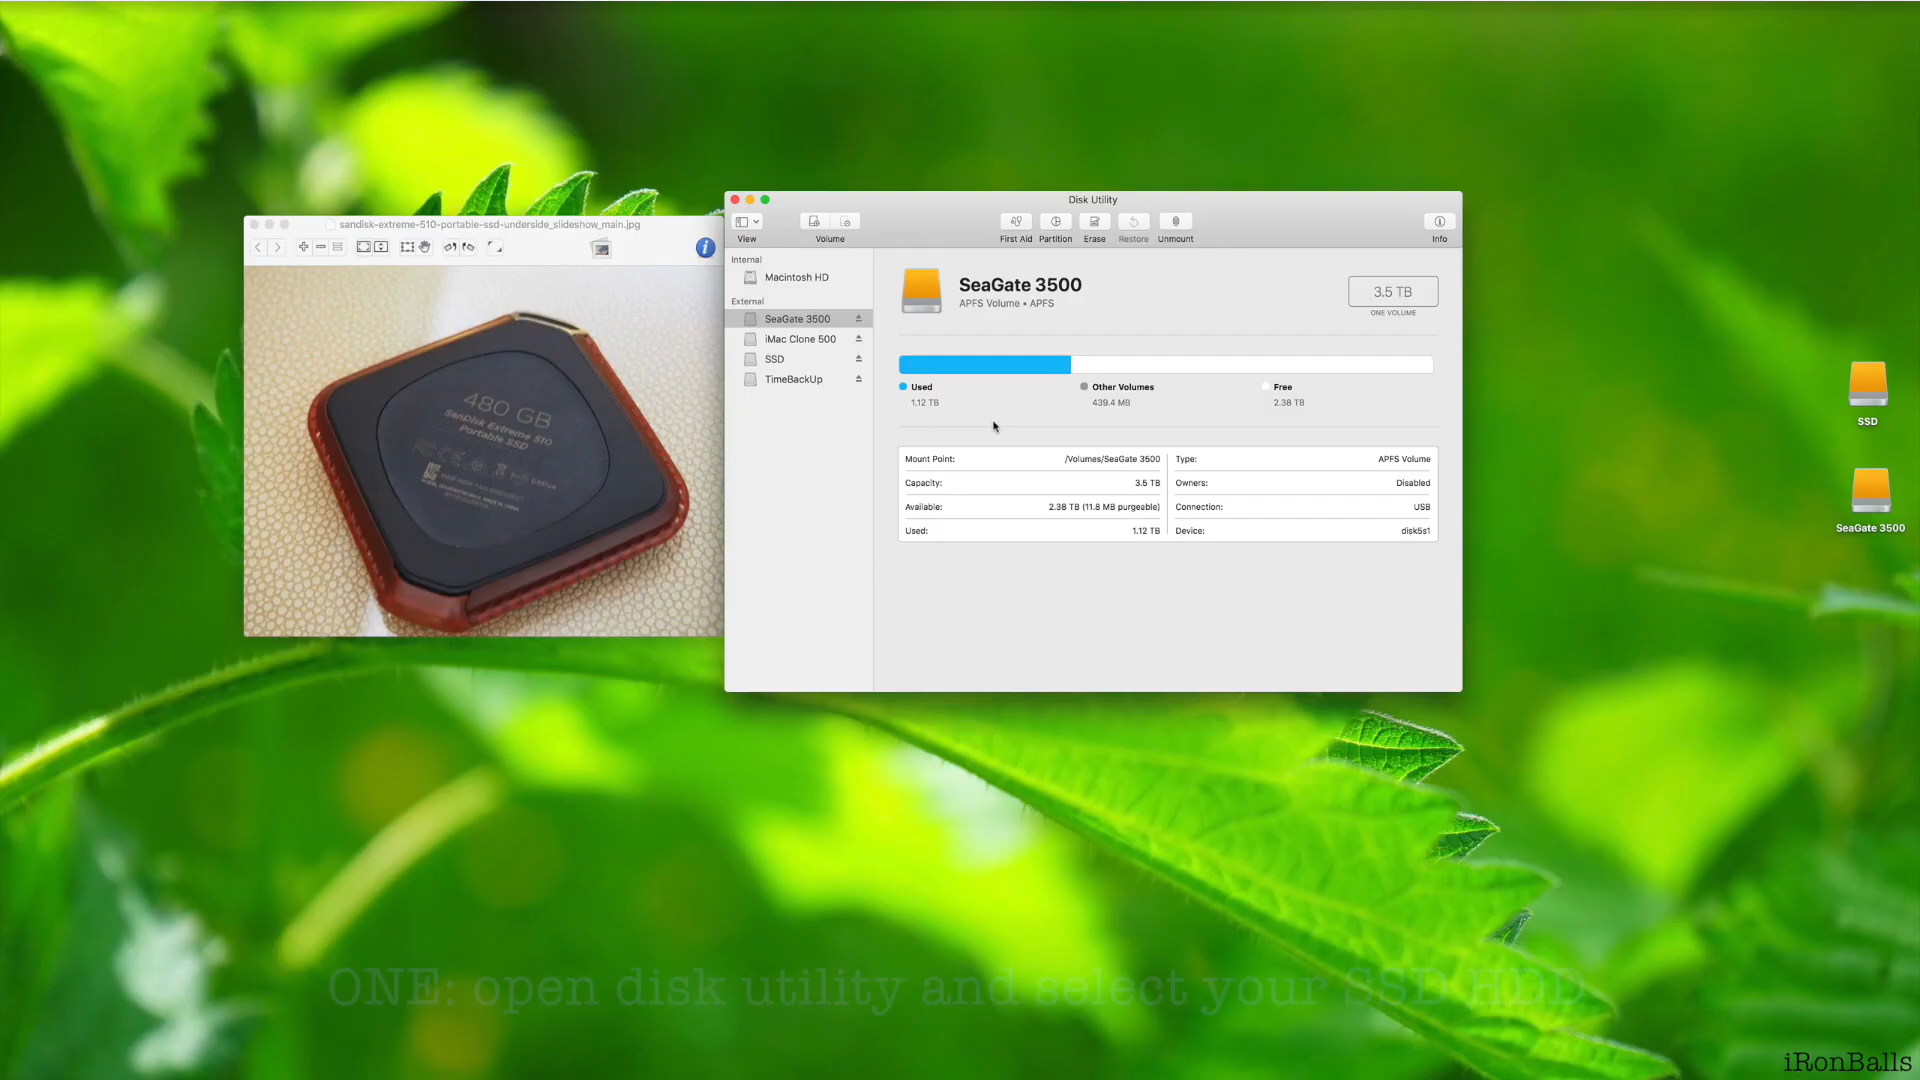 sandisk-extreme-510-portable-ssd-underside_slideshow_main.jpg
480 GB
SanDisk Extreme 510
Portable SSD
Disk Utility
View
Volume
First Aid
Partition
Erase
Restore
Unmount
Info
Internal
Macintosh HD
External
SeaGate 3500
iMac Clone 500
SSD
TimeBackUp
SeaGate 3500
APFS Volume • APFS
3.5 TB
ONE VOLUME
Used
1.12 TB
Other Volumes
439.4 MB
Free
2.38 TB
Mount Point: /Volumes/SeaGate 3500
Capacity: 3.5 TB
Available: 2.38 TB (11.8 MB purgeable)
Used: 1.12 TB
Type: APFS Volume
Owners: Disabled
Connection: USB
Device: disk5s1
SSD
SeaGate 3500
ONE: open disk utility and select your SSD HDD
iRonBalls